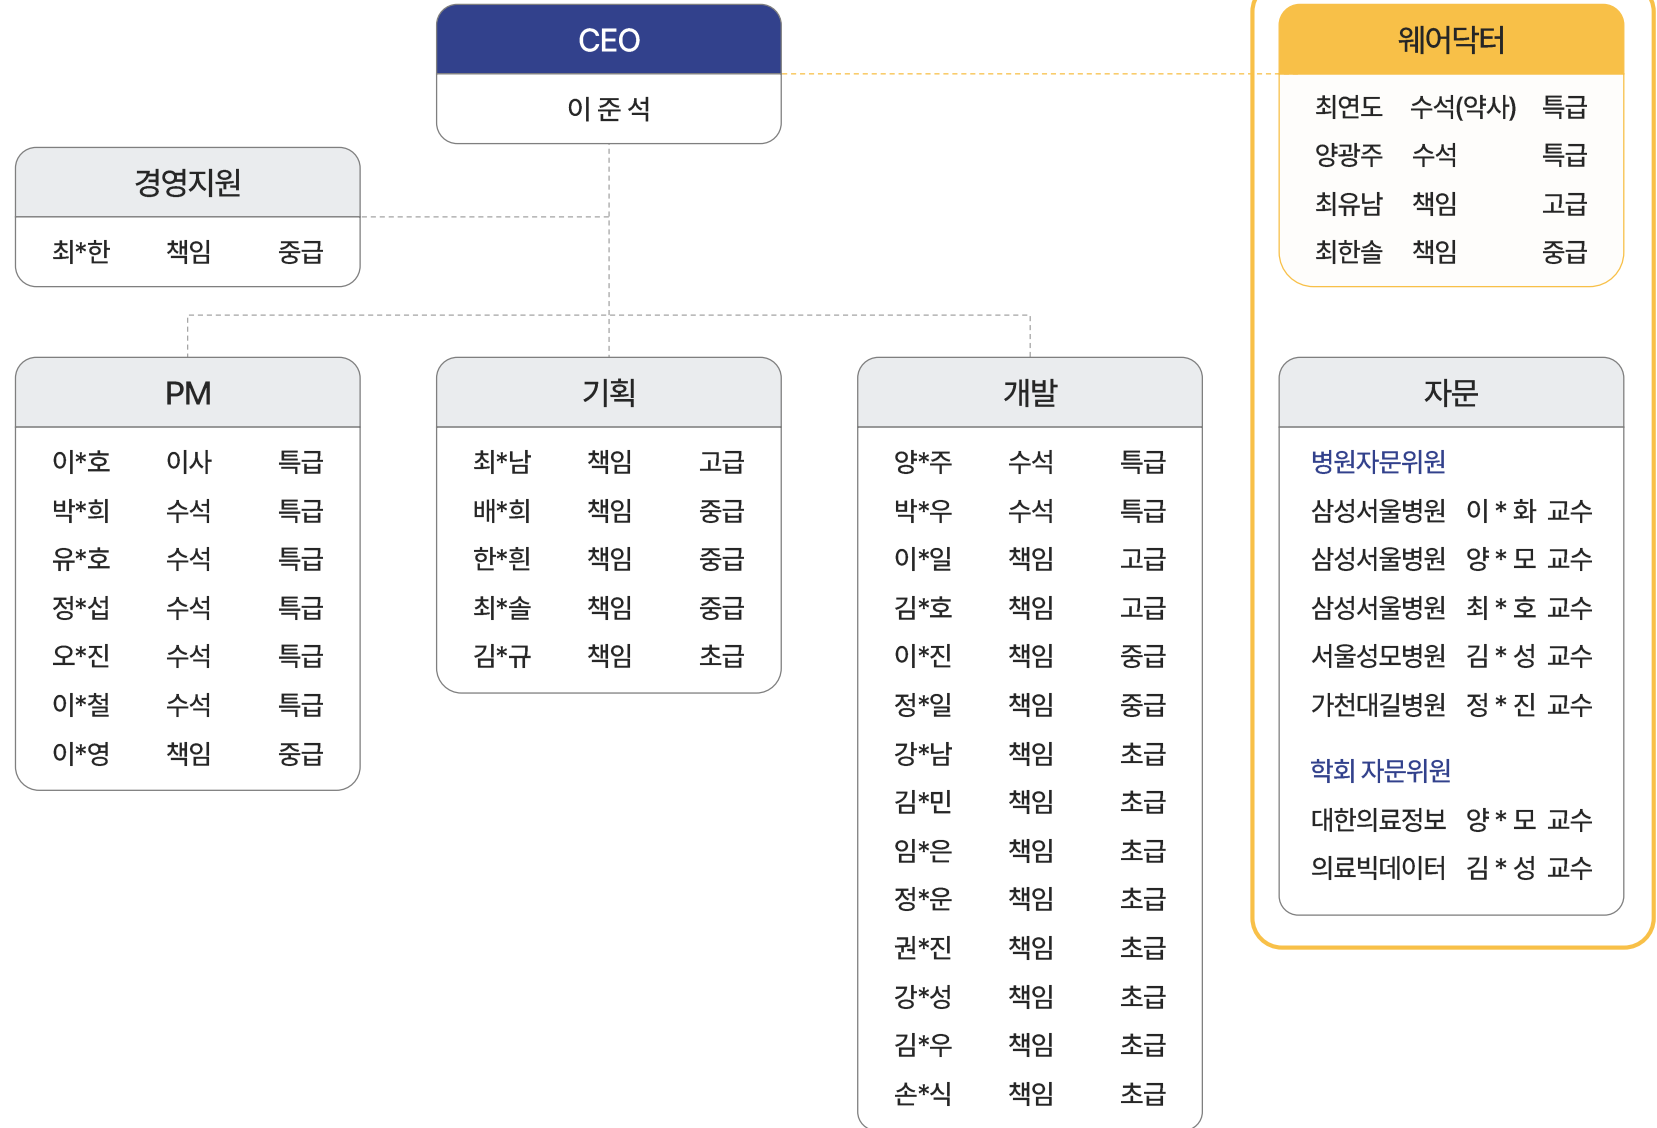 CEO
이 준 석
경영지원
최*한 책임 중급
PM
이*호 이사 특급
박*희 수석 특급
유*호 수석 특급
정*섭 수석 특급
오*진 수석 특급
이*철 수석 특급
이*영 책임 중급
기획
최*남 책임 고급
배*희 책임 중급
한*흰 책임 중급
최*솔 책임 중급
김*규 책임 초급
개발
양*주 수석 특급
박*우 수석 특급
이*일 책임 고급
김*호 책임 고급
이*진 책임 중급
정*일 책임 중급
강*남 책임 초급
김*민 책임 초급
임*은 책임 초급
정*운 책임 초급
권*진 책임 초급
강*성 책임 초급
김*우 책임 초급
손*식 책임 초급
웨어닥터
최연도 수석(약사) 특급
양광주 수석 특급
최유남 책임 고급
최한솔 책임 중급
자문
병원자문위원
삼성서울병원 이 * 화 교수
삼성서울병원 양 * 모 교수
삼성서울병원 최 * 호 교수
서울성모병원 김 * 성 교수
가천대길병원 정 * 진 교수
학회 자문위원
대한의료정보 양 * 모 교수
의료빅데이터 김 * 성 교수